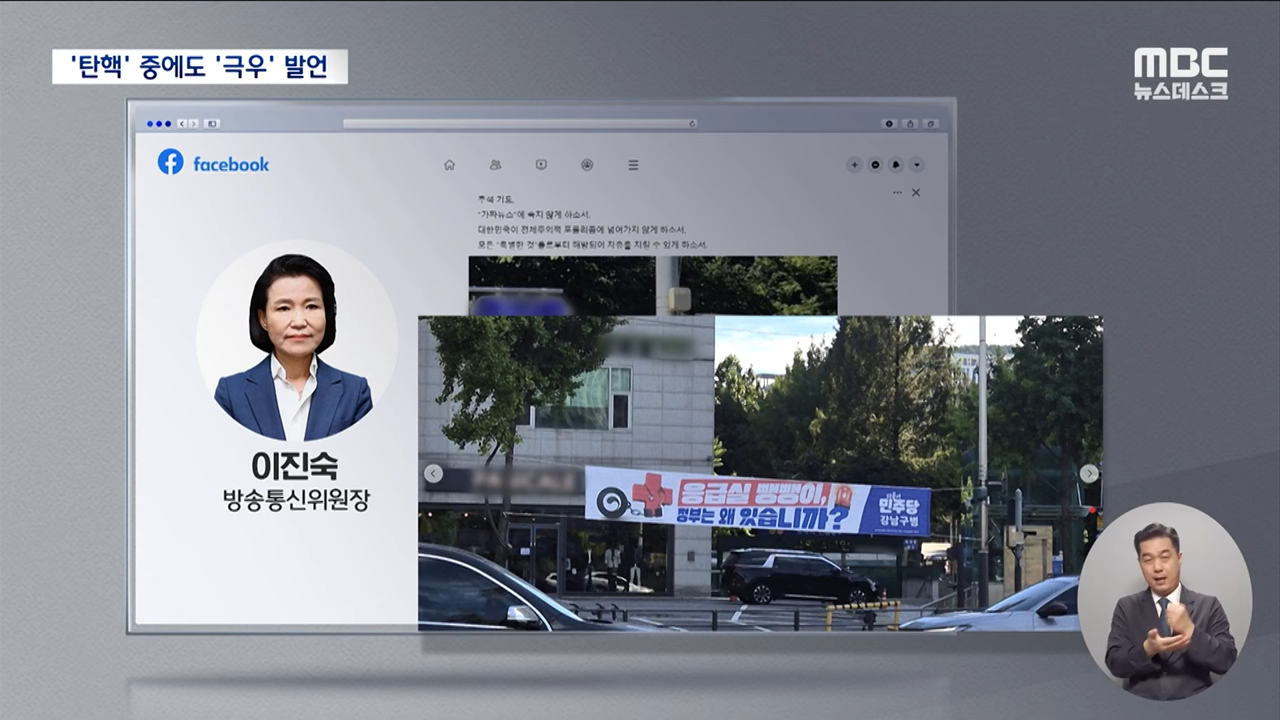 '탄핵' 중에도 '극우' 발언
MBC
뉴스데스크
facebook
추석 기도.
"가짜뉴스"에 속지 않게 하소서.
대한민국이 전체주의적 포퓰리즘에 넘어가지 않게 하소서.
모든 "특별한 것"들로부터 해방되어 자유를 지킬 수 있게 하소서.
이진숙
방송통신위원장
응급실 뺑뺑이,
정부는 왜 있습니까?
민주당
강남구병